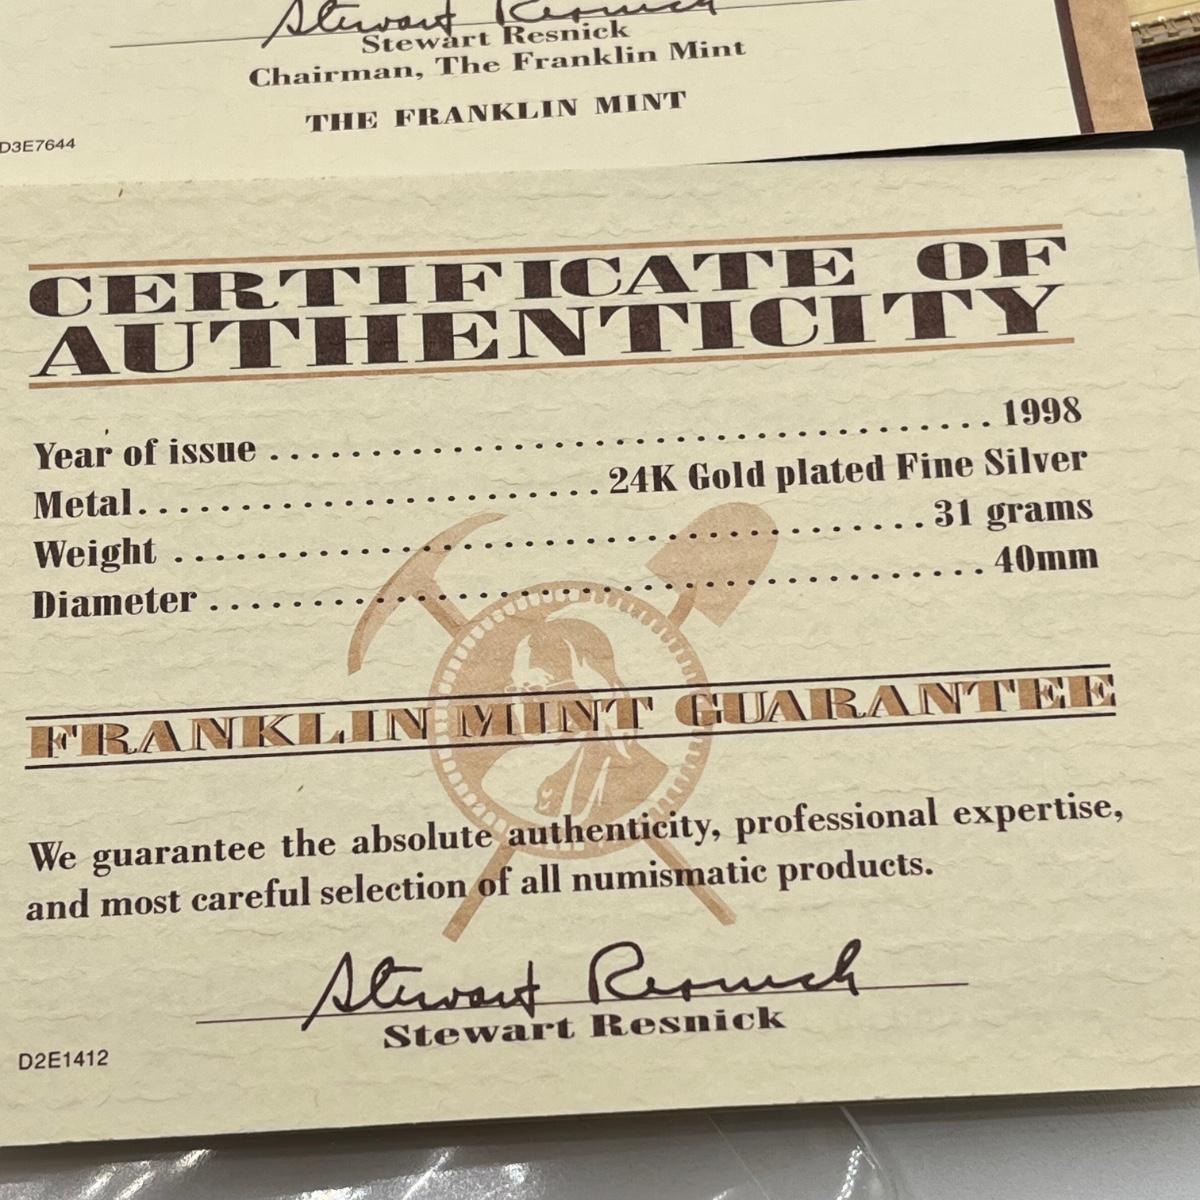 Stewart Resnick
Stewart Resnick
Chairman, The Franklin Mint
THE FRANKLIN MINT
D3E7644
CERTIFICATE OF
AUTHENTICITY
Year of issue . . . . . . . . . . . . . . . . . . . . . . . . . . . . . . . . . . . 1998
Metal. . . . . . . . . . . . . . . . . . . . . . . 24K Gold plated Fine Silver
Weight . . . . . . . . . . . . . . . . . . . . . . . . . . . . . . . . . . . . 31 grams
Diameter . . . . . . . . . . . . . . . . . . . . . . . . . . . . . . . . . . . . . 40mm
FRANKLIN MINT GUARANTEE
We guarantee the absolute authenticity, professional expertise,
and most careful selection of all numismatic products.
Stewart Resnick
Stewart Resnick
D2E1412